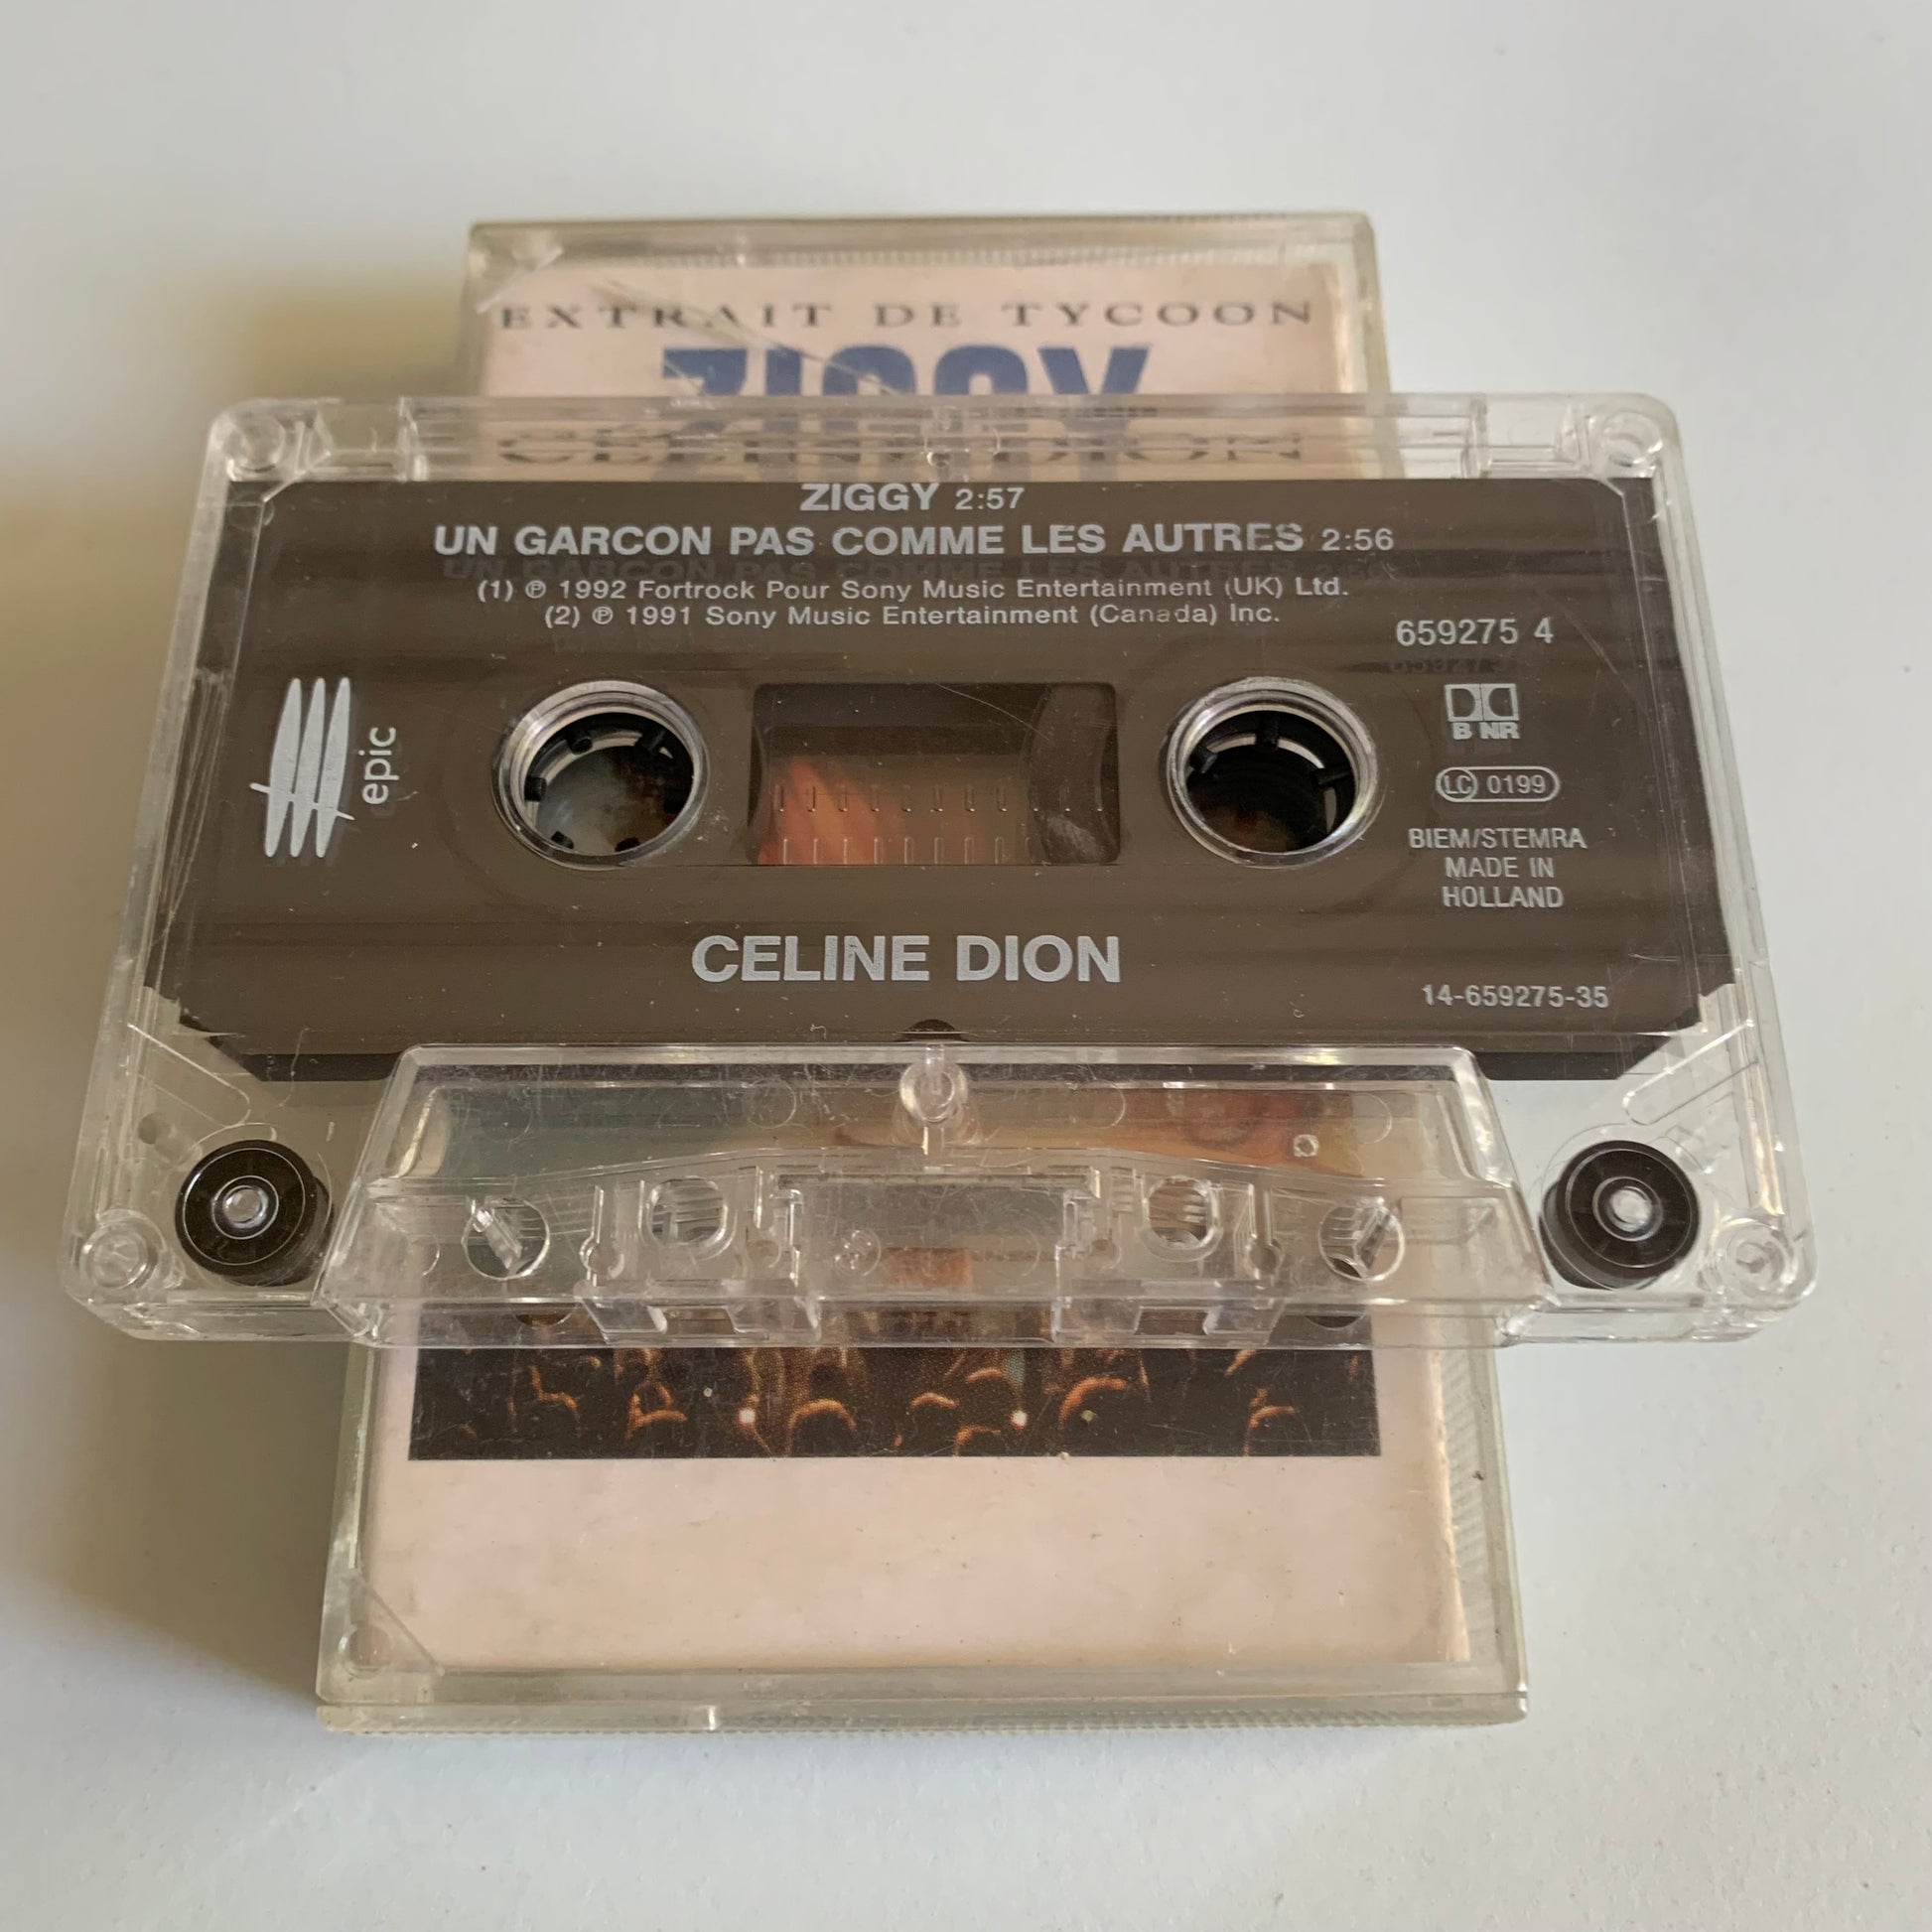 EXTRAIT DE TYCOON
ZIGGY
CELINE DION
ZIGGY 2:57
UN GARCON PAS COMME LES AUTRES 2:56
(1) ℗ 1992 Fortrock Pour Sony Music Entertainment (UK) Ltd.
(2) ℗ 1991 Sony Music Entertainment (Canada) Inc.
659275 4
epic
B NR
LC 0199
BIEM/STEMRA
MADE IN
HOLLAND
CELINE DION
14-659275-35